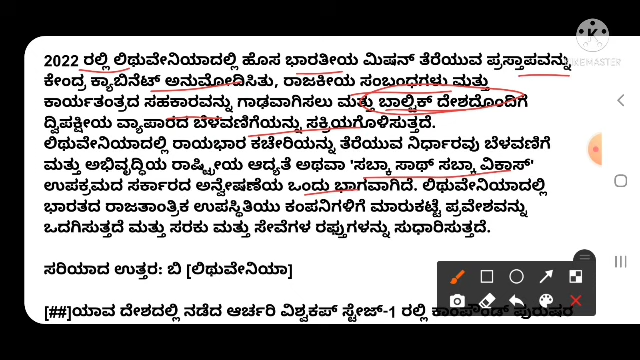 2022 ರಲ್ಲಿ ಲಿಥುವೇನಿಯಾದಲ್ಲಿ ಹೊಸ ಭಾರತೀಯ ಮಿಷನ್ ತೆರೆಯುವ ಪ್ರಸ್ತಾಪವನ್ನು
ಕೇಂದ್ರ ಕ್ಯಾಬಿನೆಟ್ ಅನುಮೋದಿಸಿತು, ರಾಜಕೀಯ ಸಂಬಂಧಗಳು ಮತ್ತು
ಕಾರ್ಯತಂತ್ರದ ಸಹಕಾರವನ್ನು ಗಾಢವಾಗಿಸಲು ಮತ್ತು ಬಾಲ್ಟಿಕ್ ದೇಶದೊಂದಿಗೆ
ದ್ವಿಪಕ್ಷೀಯ ವ್ಯಾಪಾರದ ಬೆಳವಣಿಗೆಯನ್ನು ಸಕ್ರಿಯಗೊಳಿಸುತ್ತದೆ.
ಲಿಥುವೇನಿಯಾದಲ್ಲಿ ರಾಯಭಾರ ಕಚೇರಿಯನ್ನು ತೆರೆಯುವ ನಿರ್ಧಾರವು ಬೆಳವಣಿಗೆ
ಮತ್ತು ಅಭಿವೃದ್ಧಿಯ ರಾಷ್ಟ್ರೀಯ ಆದ್ಯತೆ ಅಥವಾ 'ಸಬ್ಕಾ ಸಾಥ್ ಸಬ್ಕಾ ವಿಕಾಸ್'
ಉಪಕ್ರಮದ ಸರ್ಕಾರದ ಅನ್ವೇಷಣೆಯ ಒಂದು ಭಾಗವಾಗಿದೆ. ಲಿಥುವೇನಿಯಾದಲ್ಲಿ
ಭಾರತದ ರಾಜತಾಂತ್ರಿಕ ಉಪಸ್ಥಿತಿಯು ಕಂಪನಿಗಳಿಗೆ ಮಾರುಕಟ್ಟೆ ಪ್ರವೇಶವನ್ನು
ಒದಗಿಸುತ್ತದೆ ಮತ್ತು ಸರಕು ಮತ್ತು ಸೇವೆಗಳ ರಫ್ತುಗಳನ್ನು ಸುಧಾರಿಸುತ್ತದೆ.
ಸರಿಯಾದ ಉತ್ತರ: ಬಿ [ಲಿಥುವೇನಿಯಾ]
[##]ಯಾವ ದೇಶದಲ್ಲಿ ನಡೆದ ಆರ್ಚರಿ ವಿಶ್ವಕಪ್ ಸ್ಟೇಜ್-1 ರಲ್ಲಿ ಕಾಂಪೌಂಡ್ ಪುರುಷರ
KINEMASTER